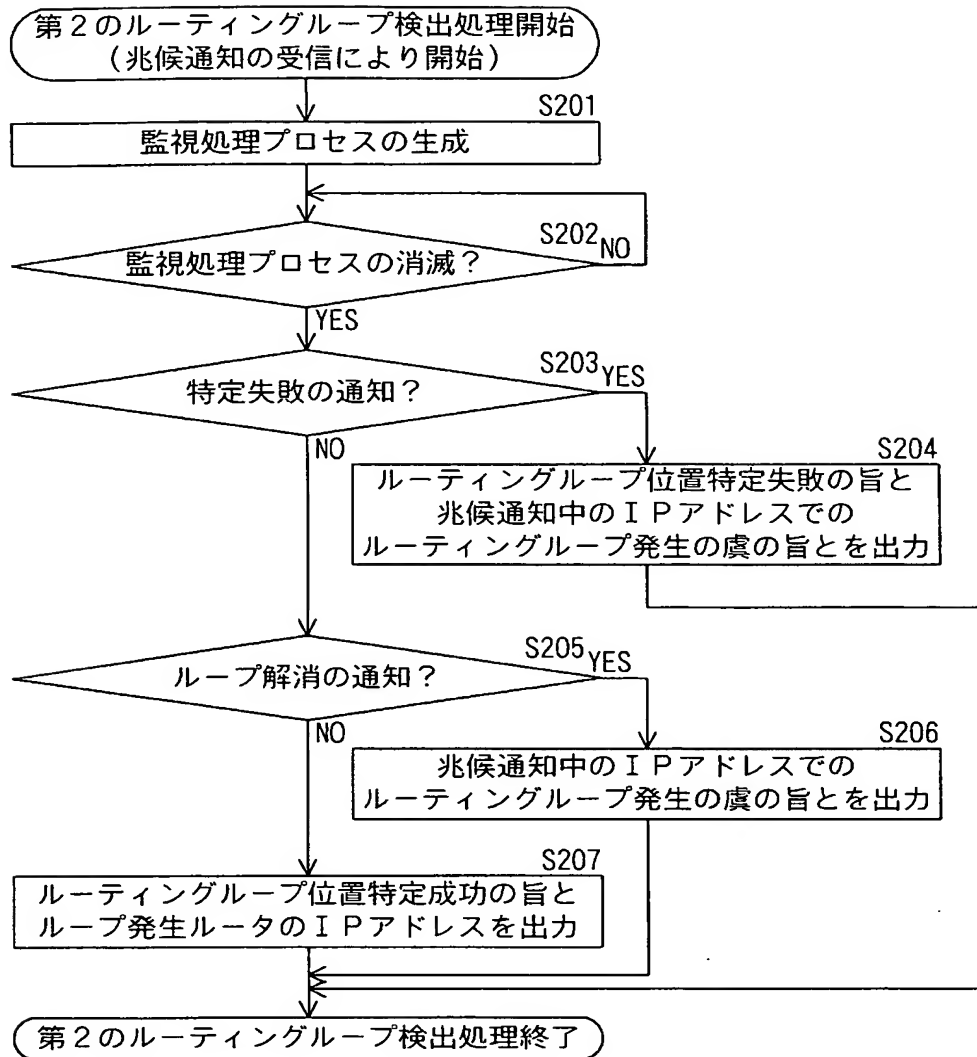 第２のルーティングループ検出処理開始
（兆候通知の受信により開始）
S201
監視処理プロセスの生成
S202
NO
監視処理プロセスの消滅？
YES
S203
YES
特定失敗の通知？
NO
S204
ルーティングループ位置特定失敗の旨と
兆候通知中のＩＰアドレスでの
ルーティングループ発生の虞の旨とを出力
S205
YES
ループ解消の通知？
NO
S206
兆候通知中のＩＰアドレスでの
ルーティングループ発生の虞の旨とを出力
S207
ルーティングループ位置特定成功の旨と
ループ発生ルータのＩＰアドレスを出力
第２のルーティングループ検出処理終了